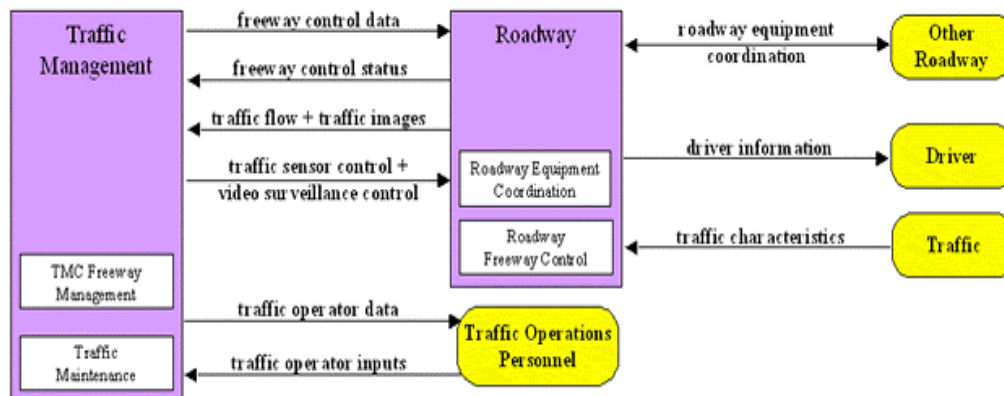 Traffic
Management
freeway control data
freeway control status
traffic flow + traffic images
traffic sensor control +
video surveillance control
TMC Freeway
Management
Traffic
Maintenance
traffic operator data
traffic operator inputs
Roadway
Roadway Equipment
Coordination
Roadway
Freeway Control
Traffic Operations
Personnel
roadway equipment
coordination
driver information
traffic characteristics
Other
Roadway
Driver
Traffic